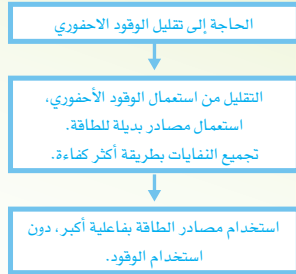 الحاجة إلى تقليل الوقود الاحفوري
التقليل من استعمال الوقود الأحفوري،
استعمال مصادر بديلة للطاقة.
تجميع النفايات بطريقة أكثر كفاءة.
استخدام مصادر الطاقة بفاعلية أكبر، دون
استخدام الوقود.